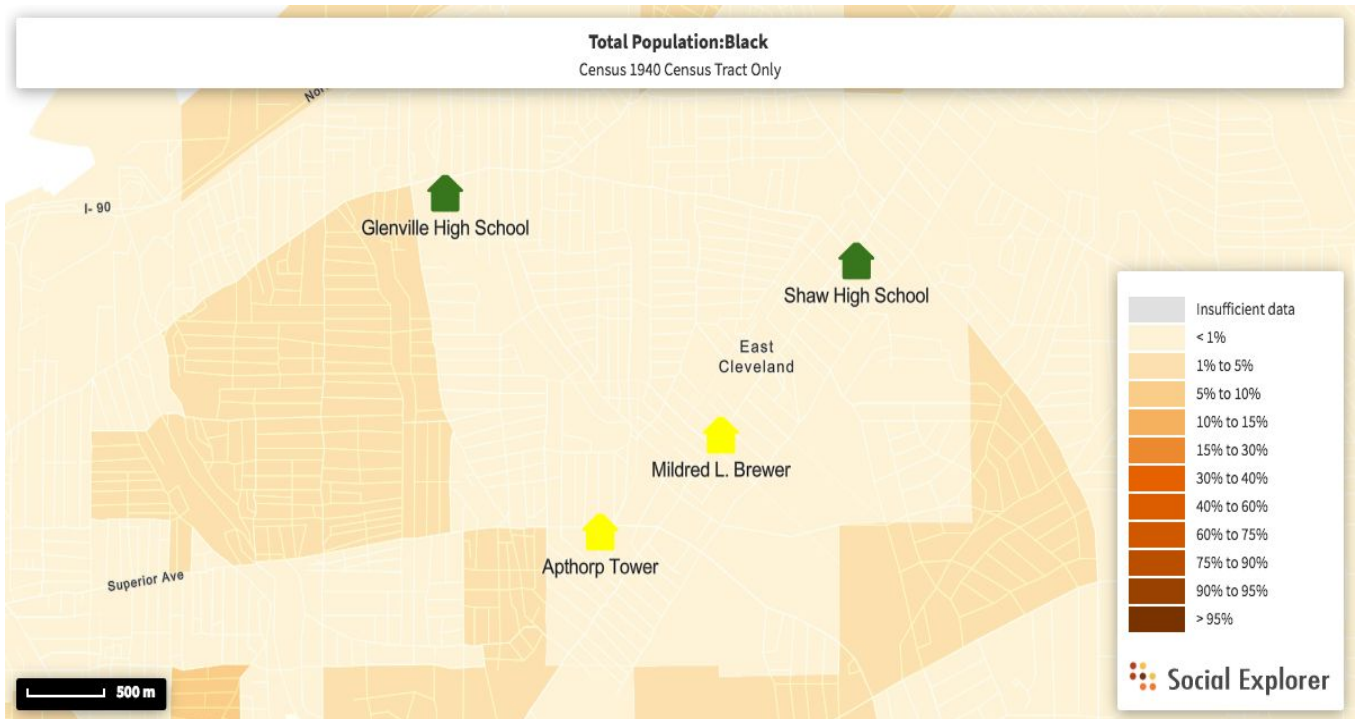 Total Population:Black
Census 1940 Census Tract Only
I- 90
Glenville High School
Shaw High School
East
Cleveland
Mildred L. Brewer
Apthorp Tower
Superior Ave
500 m
Insufficient data
< 1%
1% to 5%
5% to 10%
10% to 15%
15% to 30%
30% to 40%
40% to 60%
60% to 75%
75% to 90%
90% to 95%
> 95%
Social Explorer